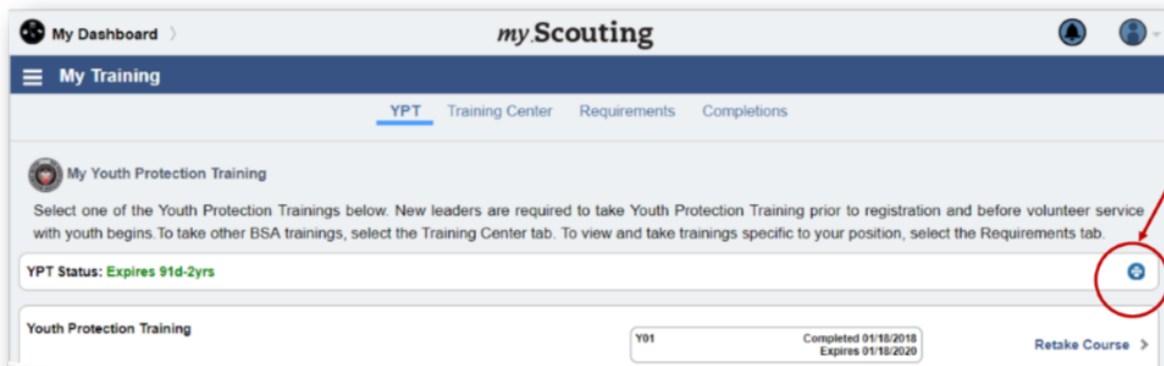 My Dashboard
my.Scouting
My Training
YPT Training Center Requirements Completions
My Youth Protection Training
Select one of the Youth Protection Trainings below. New leaders are required to take Youth Protection Training prior to registration and before volunteer service
with youth begins.To take other BSA trainings, select the Training Center tab. To view and take trainings specific to your position, select the Requirements tab.
YPT Status: Expires 91d-2yrs
Youth Protection Training
Y01 Completed 01/18/2018
Expires 01/18/2020
Retake Course